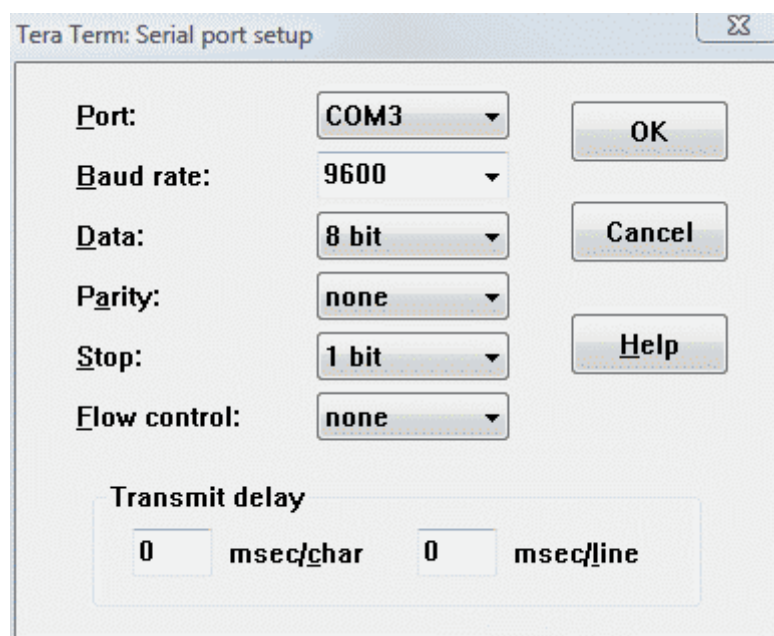 Tera Term: Serial port setup
Port: COM3 OK
Baud rate: 9600
Data: 8 bit Cancel
Parity: none
Stop: 1 bit Help
Flow control: none
Transmit delay
0 msec/char 0 msec/line